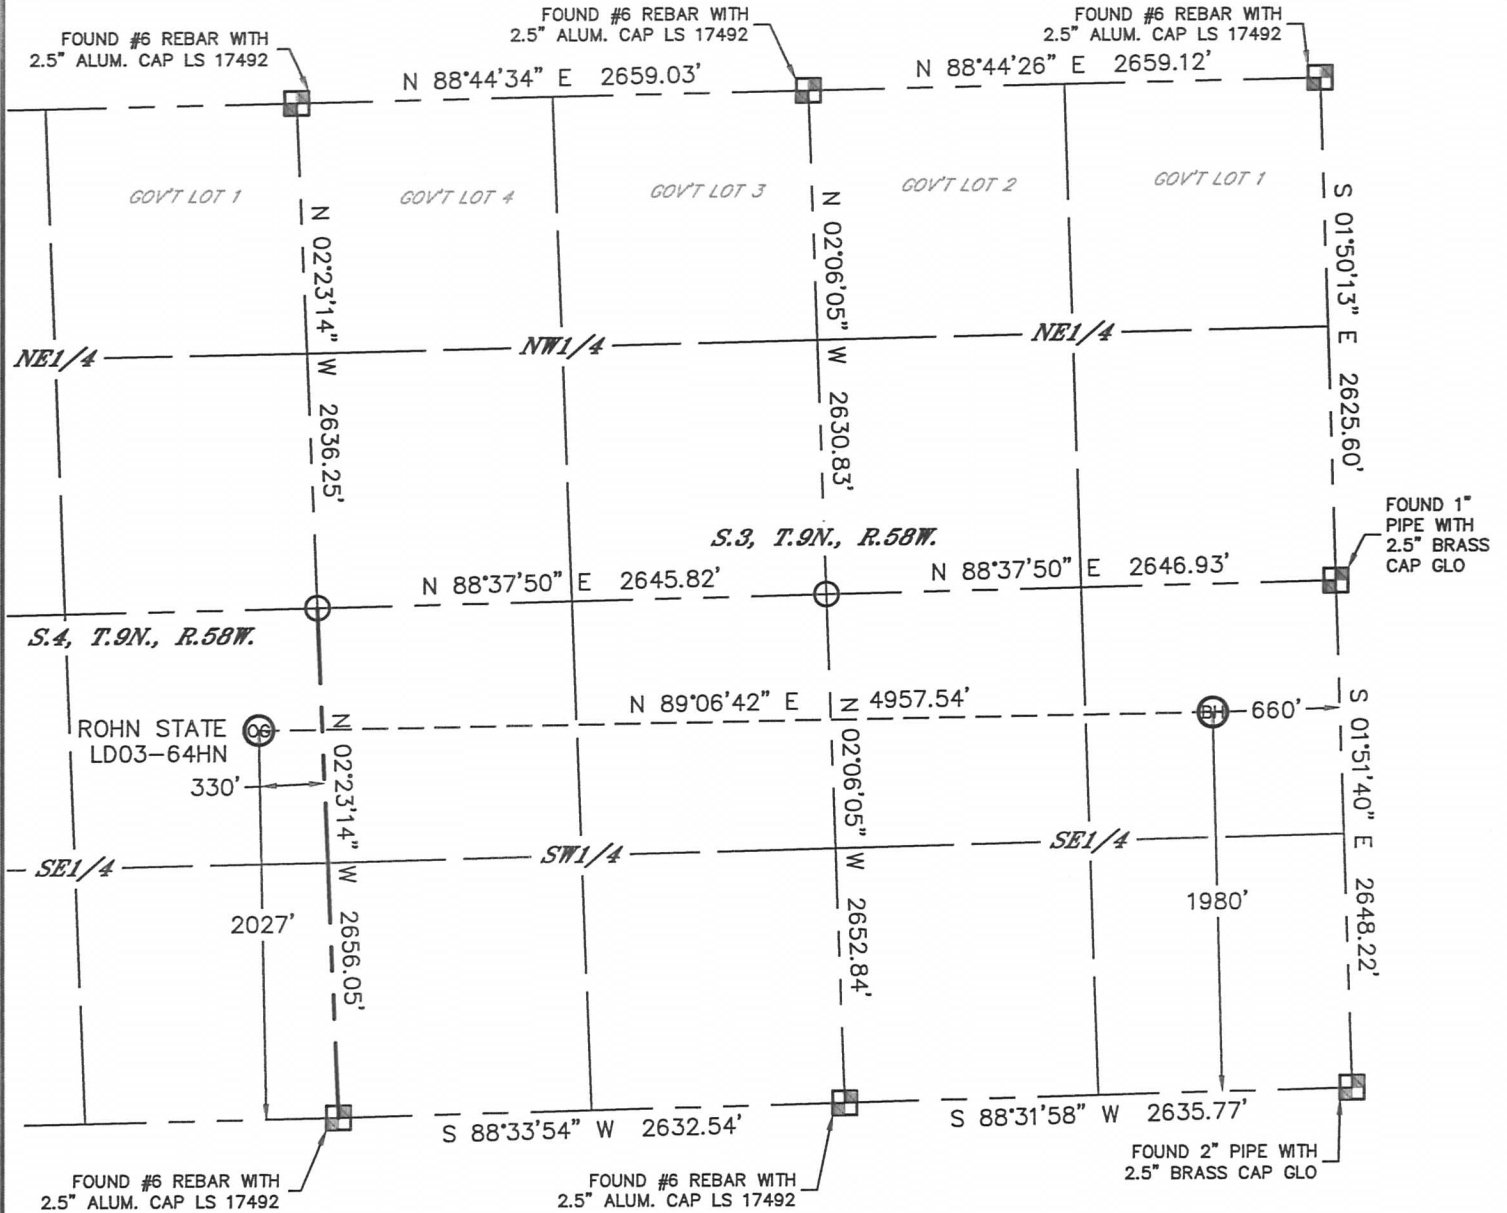 FOUND #6 REBAR WITH
2.5" ALUM. CAP LS 17492
FOUND #6 REBAR WITH
2.5" ALUM. CAP LS 17492
FOUND #6 REBAR WITH
2.5" ALUM. CAP LS 17492
N 88°44'34" E 2659.03'
N 88°44'26" E 2659.12'
GOV'T LOT 1
GOV'T LOT 4
GOV'T LOT 3
GOV'T LOT 2
GOV'T LOT 1
N 02°23'14" W 2636.25'
N 02°06'05" W 2630.83'
S 01°50'13" E 2625.60'
NE1/4
NW1/4
NE1/4
FOUND 1"
PIPE WITH
2.5" BRASS
CAP GLO
S.3, T.9N., R.58W.
N 88°37'50" E 2645.82'
N 88°37'50" E 2646.93'
S.4, T.9N., R.58W.
ROHN STATE
LD03-64HN
OG
N 89°06'42" E 4957.54'
BH
660'
330'
N 02°23'14" W 2656.05'
N 02°06'05" W 2652.84'
S 01°51'40" E 2648.22'
SE1/4
SW1/4
SE1/4
2027'
1980'
S 88°33'54" W 2632.54'
S 88°31'58" W 2635.77'
FOUND #6 REBAR WITH
2.5" ALUM. CAP LS 17492
FOUND #6 REBAR WITH
2.5" ALUM. CAP LS 17492
FOUND 2" PIPE WITH
2.5" BRASS CAP GLO